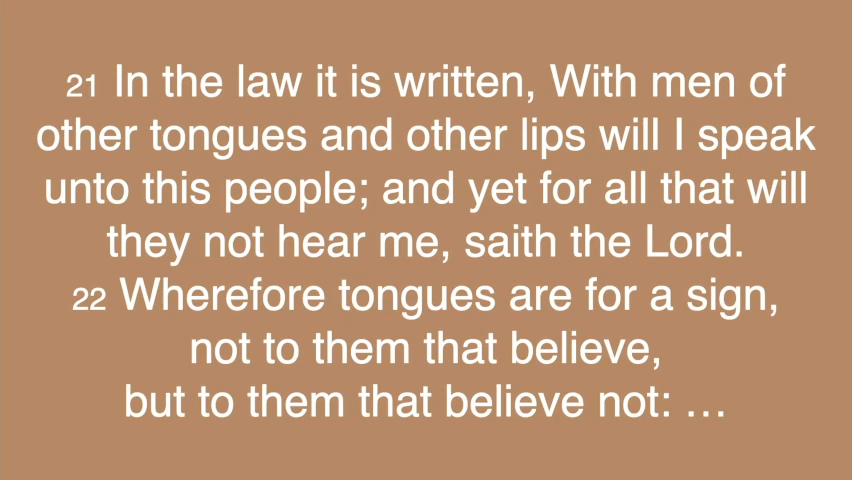 21 In the law it is written, With men of
other tongues and other lips will I speak
unto this people; and yet for all that will
they not hear me, saith the Lord.
22 Wherefore tongues are for a sign,
not to them that believe,
but to them that believe not: …